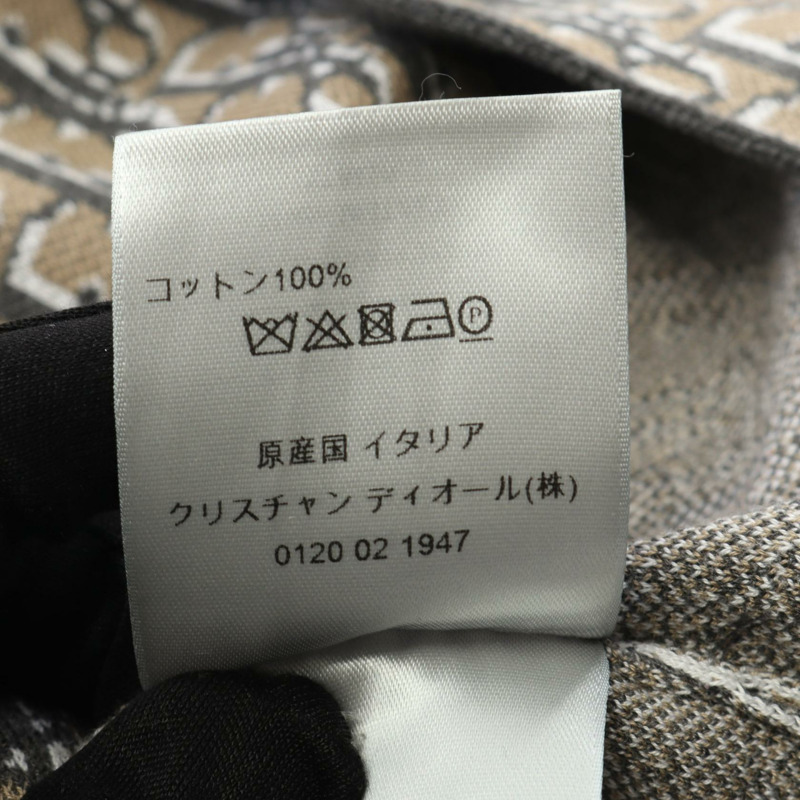 コットン100%
P
原産国 イタリア
クリスチャン ディオール(株)
0120 02 1947